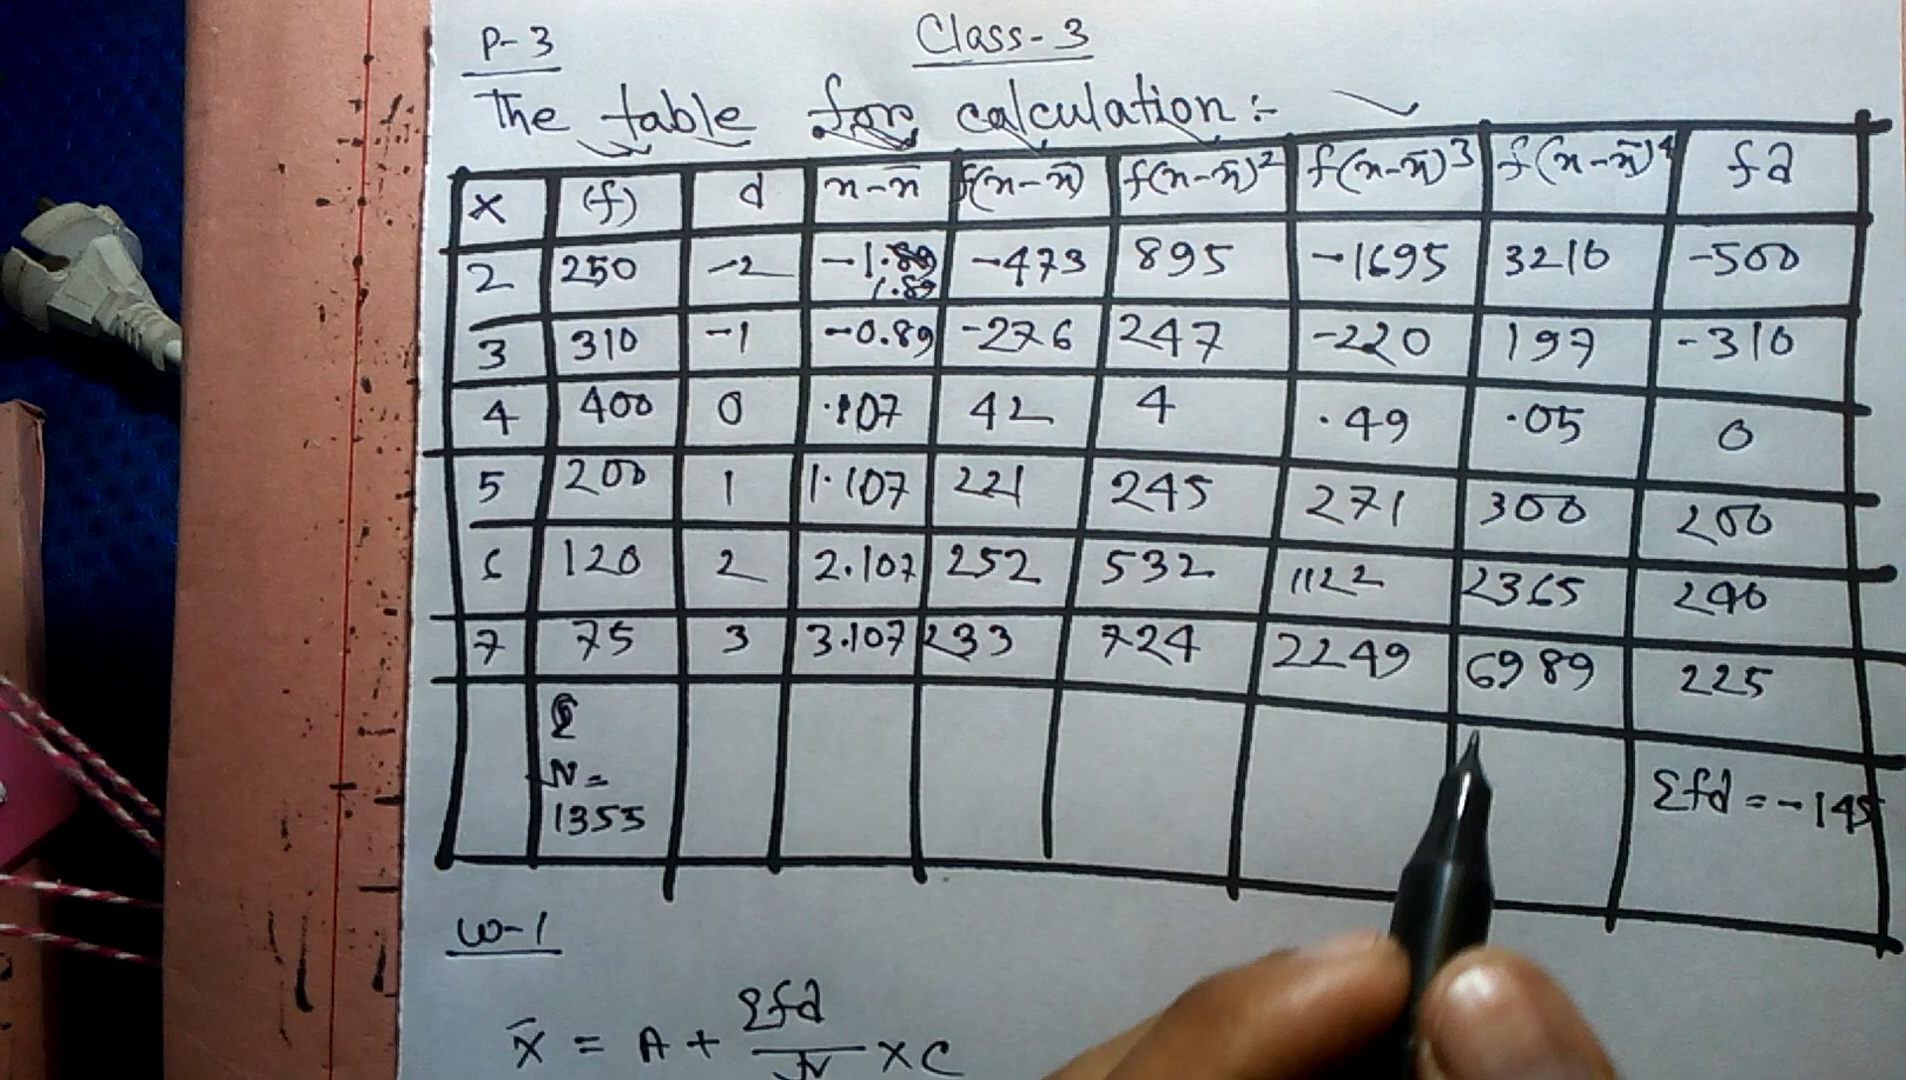 P-3
Class-3
The table for calculation :-
x (f) d x-x̄ f(x-x̄) f(x-x̄)² f(x-x̄)³ f(x-x̄)⁴ fd
2 250 -2 -1.89 1.89 -473 895 -1695 3210 -500
3 310 -1 -0.89 -276 247 -220 197 -310
4 400 0 .107 42 4 .49 .05 0
5 200 1 1.107 221 245 271 300 200
6 120 2 2.107 252 532 1122 2365 240
7 75 3 3.107 233 724 2249 6989 225
N =
1355
Σfd = -145
w-1
x̄ = A + Σfd/N × C